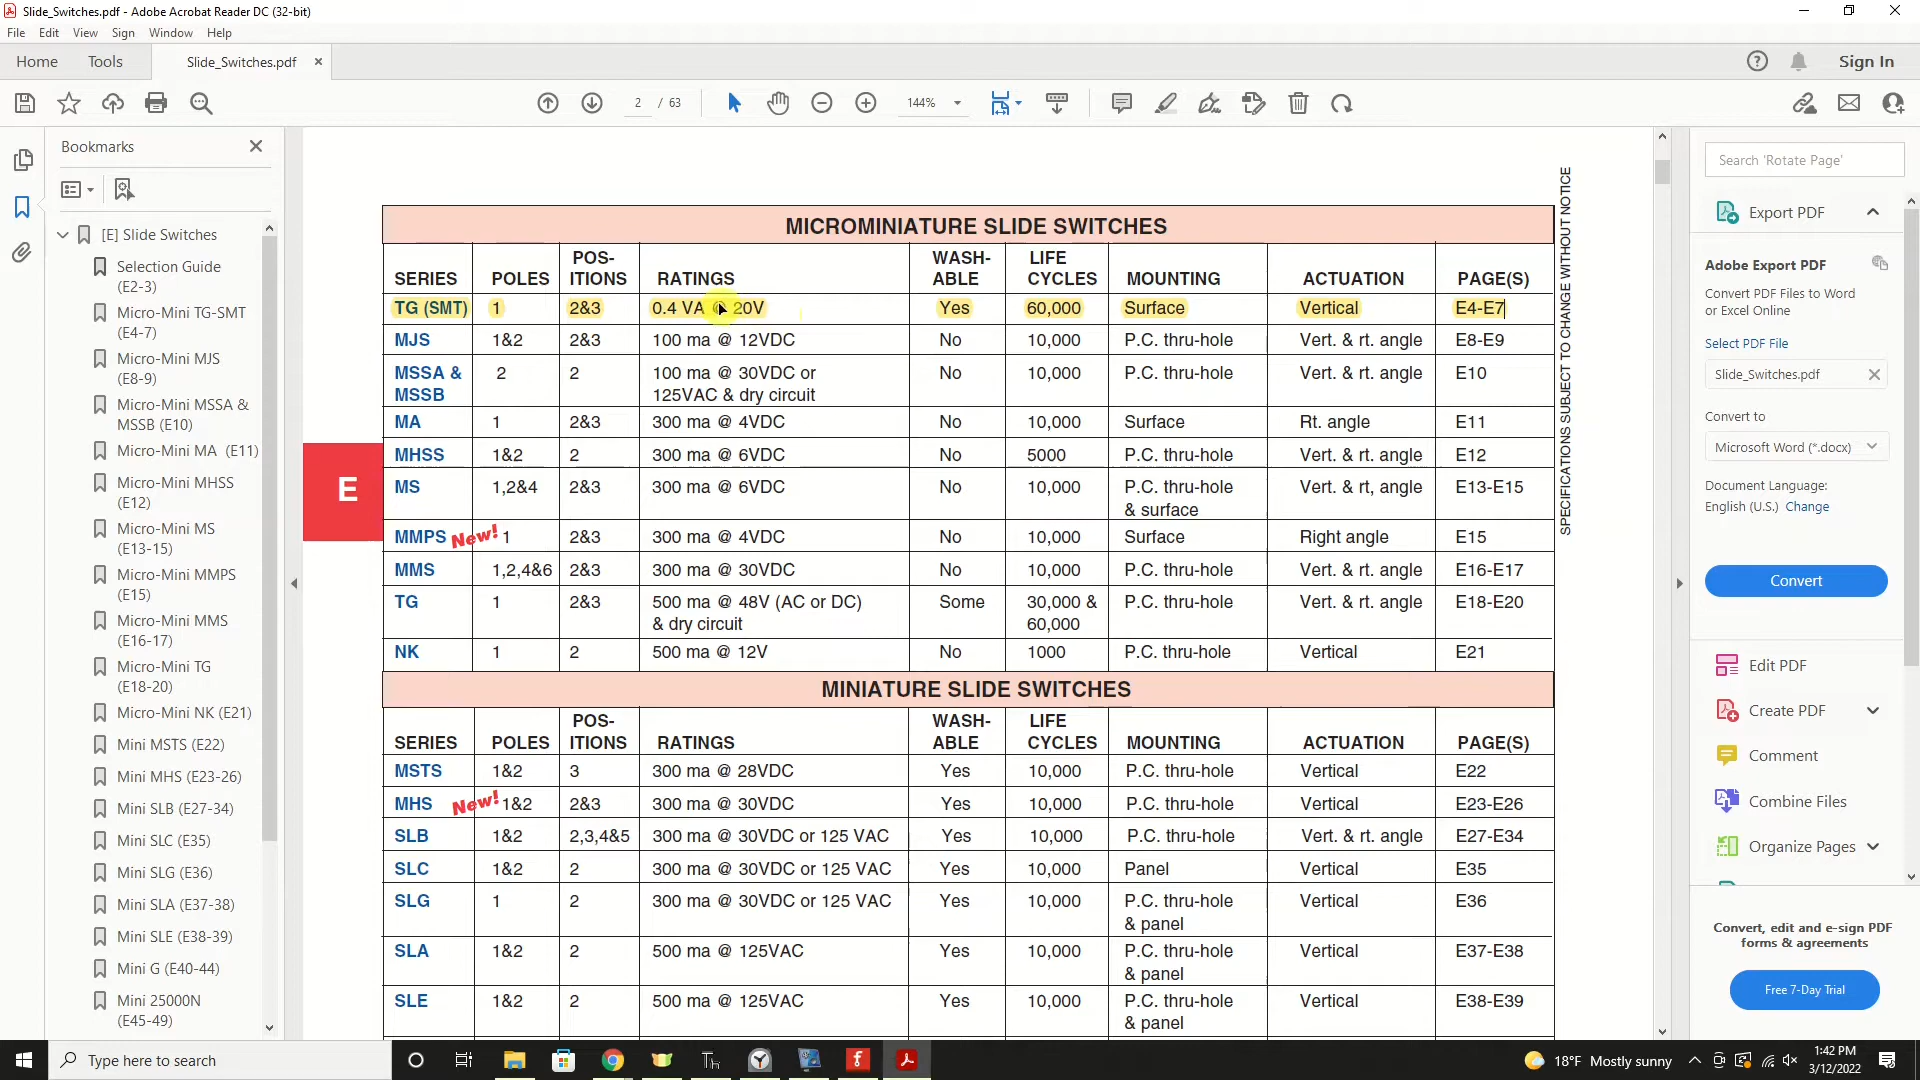 Slide_Switches.pdf - Adobe Acrobat Reader DC (32-bit)
File Edit View Sign Window Help
Home Tools Slide_Switches.pdf Sign In
2 / 63 144%
Bookmarks
[E] Slide Switches
Selection Guide
(E2-3)
Micro-Mini TG-SMT
(E4-7)
Micro-Mini MJS
(E8-9)
Micro-Mini MSSA &
MSSB (E10)
Micro-Mini MA (E11)
Micro-Mini MHSS
(E12)
Micro-Mini MS
(E13-15)
Micro-Mini MMPS
(E15)
Micro-Mini MMS
(E16-17)
Micro-Mini TG
(E18-20)
Micro-Mini NK (E21)
Mini MSTS (E22)
Mini MHS (E23-26)
Mini SLB (E27-34)
Mini SLC (E35)
Mini SLG (E36)
Mini SLA (E37-38)
Mini SLE (E38-39)
Mini G (E40-44)
Mini 25000N
(E45-49)
E
MICROMINIATURE SLIDE SWITCHES
SERIES POLES POS-ITIONS RATINGS WASH-ABLE LIFE CYCLES MOUNTING ACTUATION PAGE(S)
TG (SMT) 1 2&3 0.4 VA @ 20V Yes 60,000 Surface Vertical E4-E7
MJS 1&2 2&3 100 ma @ 12VDC No 10,000 P.C. thru-hole Vert. & rt. angle E8-E9
MSSA & 2 2 100 ma @ 30VDC or No 10,000 P.C. thru-hole Vert. & rt. angle E10
MSSB 125VAC & dry circuit
MA 1 2&3 300 ma @ 4VDC No 10,000 Surface Rt. angle E11
MHSS 1&2 2 300 ma @ 6VDC No 5000 P.C. thru-hole Vert. & rt. angle E12
MS 1,2&4 2&3 300 ma @ 6VDC No 10,000 P.C. thru-hole Vert. & rt, angle E13-E15
& surface
MMPS New! 1 2&3 300 ma @ 4VDC No 10,000 Surface Right angle E15
MMS 1,2,4&6 2&3 300 ma @ 30VDC No 10,000 P.C. thru-hole Vert. & rt. angle E16-E17
TG 1 2&3 500 ma @ 48V (AC or DC) Some 30,000 & P.C. thru-hole Vert. & rt. angle E18-E20
& dry circuit 60,000
NK 1 2 500 ma @ 12V No 1000 P.C. thru-hole Vertical E21
MINIATURE SLIDE SWITCHES
SERIES POLES POS-ITIONS RATINGS WASH-ABLE LIFE CYCLES MOUNTING ACTUATION PAGE(S)
MSTS 1&2 3 300 ma @ 28VDC Yes 10,000 P.C. thru-hole Vertical E22
MHS New! 1&2 2&3 300 ma @ 30VDC Yes 10,000 P.C. thru-hole Vertical E23-E26
SLB 1&2 2,3,4&5 300 ma @ 30VDC or 125 VAC Yes 10,000 P.C. thru-hole Vert. & rt. angle E27-E34
SLC 1&2 2 300 ma @ 30VDC or 125 VAC Yes 10,000 Panel Vertical E35
SLG 1 2 300 ma @ 30VDC or 125 VAC Yes 10,000 P.C. thru-hole Vertical E36
& panel
SLA 1&2 2 500 ma @ 125VAC Yes 10,000 P.C. thru-hole Vertical E37-E38
& panel
SLE 1&2 2 500 ma @ 125VAC Yes 10,000 P.C. thru-hole Vertical E38-E39
& panel
SPECIFICATIONS SUBJECT TO CHANGE WITHOUT NOTICE
Search 'Rotate Page'
Export PDF
Adobe Export PDF
Convert PDF Files to Word
or Excel Online
Select PDF File
Slide_Switches.pdf
Convert to
Microsoft Word (*.docx)
Document Language:
English (U.S.) Change
Convert
Edit PDF
Create PDF
Comment
Combine Files
Organize Pages
Convert, edit and e-sign PDF
forms & agreements
Free 7-Day Trial
Type here to search
18°F Mostly sunny
1:42 PM
3/12/2022